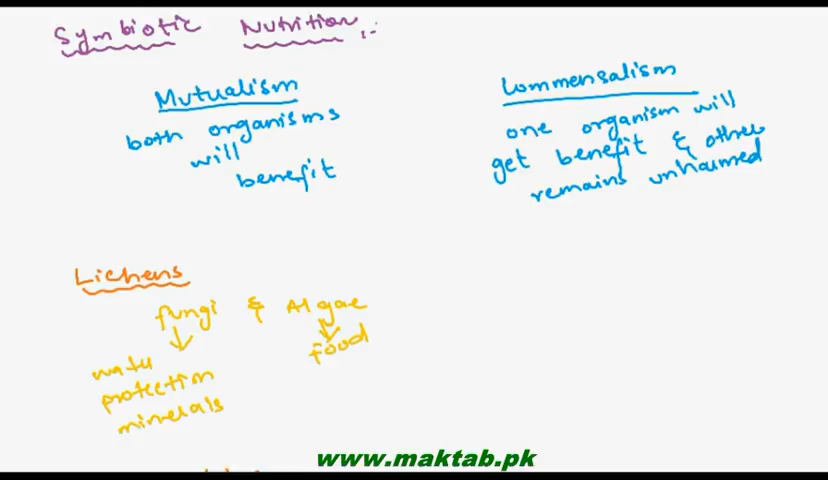 Symbiotic Nutrition :-
Mutualism
both organisms
will
benefit
Commensalism
one organism will
get benefit & other
remains unharmed
Lichens
fungi & Algae
food
protection
minerals
www.maktab.pk